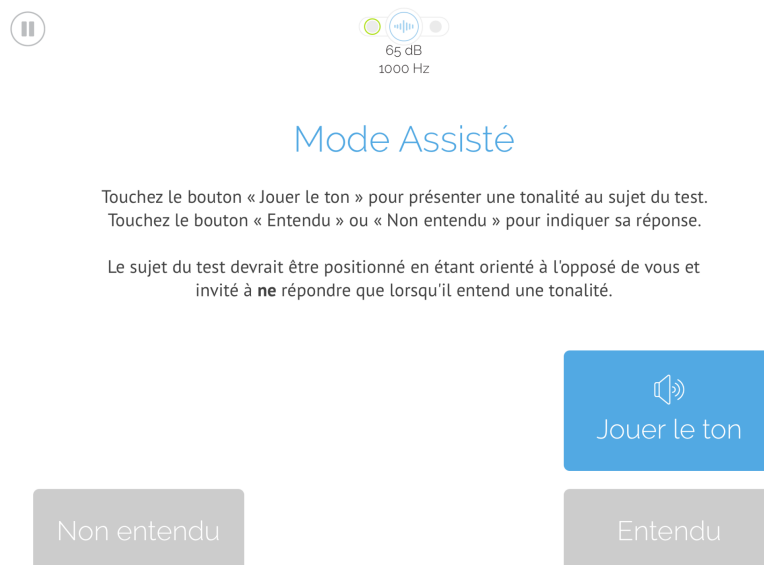 65 dB
1000 Hz
Mode Assisté
Touchez le bouton « Jouer le ton » pour présenter une tonalité au sujet du test.
Touchez le bouton « Entendu » ou « Non entendu » pour indiquer sa réponse.
Le sujet du test devrait être positionné en étant orienté à l'opposé de vous et
invité à ne répondre que lorsqu'il entend une tonalité.
Jouer le ton
Non entendu
Entendu